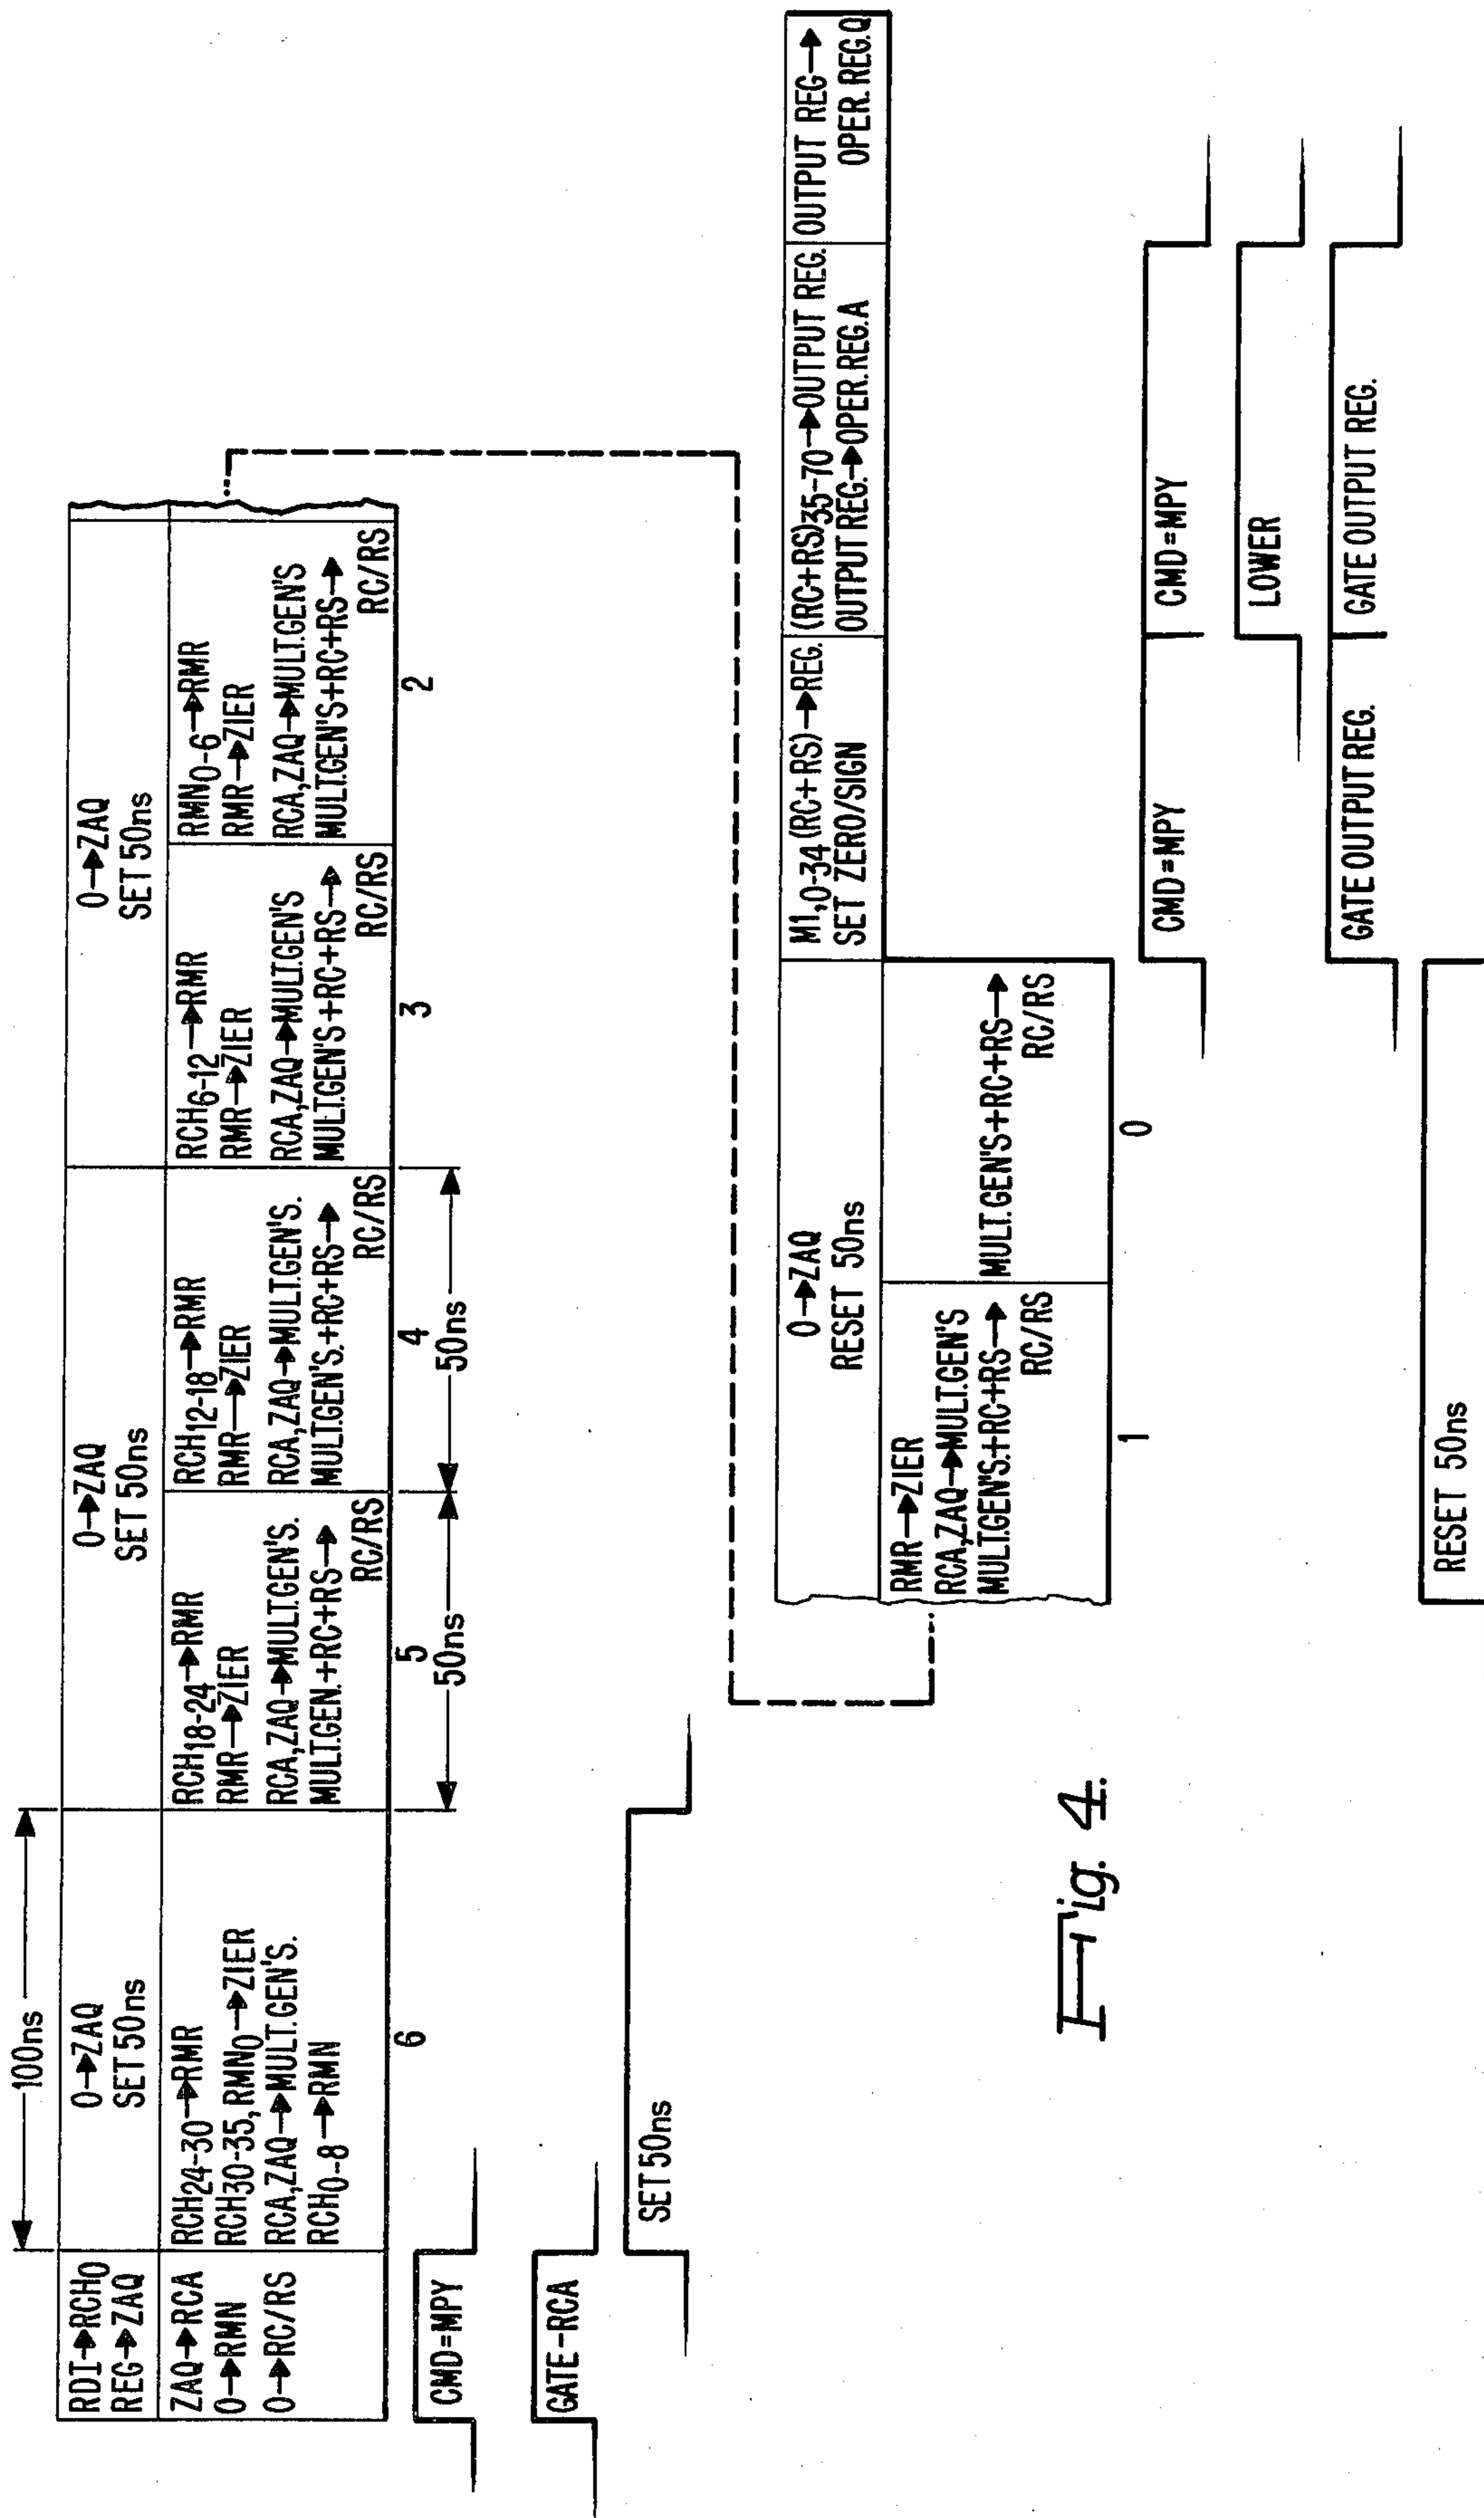 100ns
RDI→RCHO
REG→ZAQ
ZAQ→RCA
O→RMN
O→RC/RS
O→ZAQ
SET 50ns
RCH24-30→RMR
RCH30-35,RMN0→ZIER
RCA,ZAQ→MULT.GEN'S.
RCH0-8→RMN
6
O→ZAQ
SET 50ns
RCH18-24→RMR
RMR→ZIER
RCA,ZAQ→MULT.GEN'S.
MULT.GEN.+RC+RS→
RC/RS
5
50ns
RCH12-18→RMR
RMR→ZIER
RCA,ZAQ→MULT.GEN'S.
MULT.GEN'S.+RC+RS→
RC/RS
4
50ns
O→ZAQ
SET 50ns
RCH6-12→RMR
RMR→ZIER
RCA,ZAQ→MULT.GEN'S
MULT.GEN'S+RC+RS→
RC/RS
3
RMN0-6→RMR
RMR→ZIER
RCA,ZAQ→MULT.GEN'S
MULT.GEN'S+RC+RS→
RC/RS
2
CMD=MPY
GATE-RCA
SET 50ns
O→ZAQ
RESET 50ns
RMR→ZIER
RCA,ZAQ→MULT.GEN'S
MULT.GEN'S.+RC+RS→
RC/RS
1
MULT.GEN'S+RC+RS→
RC/RS
0
M1,0-34 (RC+RS)→REG.
SET ZERO/SIGN
(RC+RS)35-70→OUTPUT REG.
OUTPUT REG.→OPER.REG.A
OUTPUT REG→
OPER. REG.Q
CMD=MPY
CMD=MPY
LOWER
GATE OUTPUT REG.
GATE OUTPUT REG.
RESET 50ns
Fig. 4.